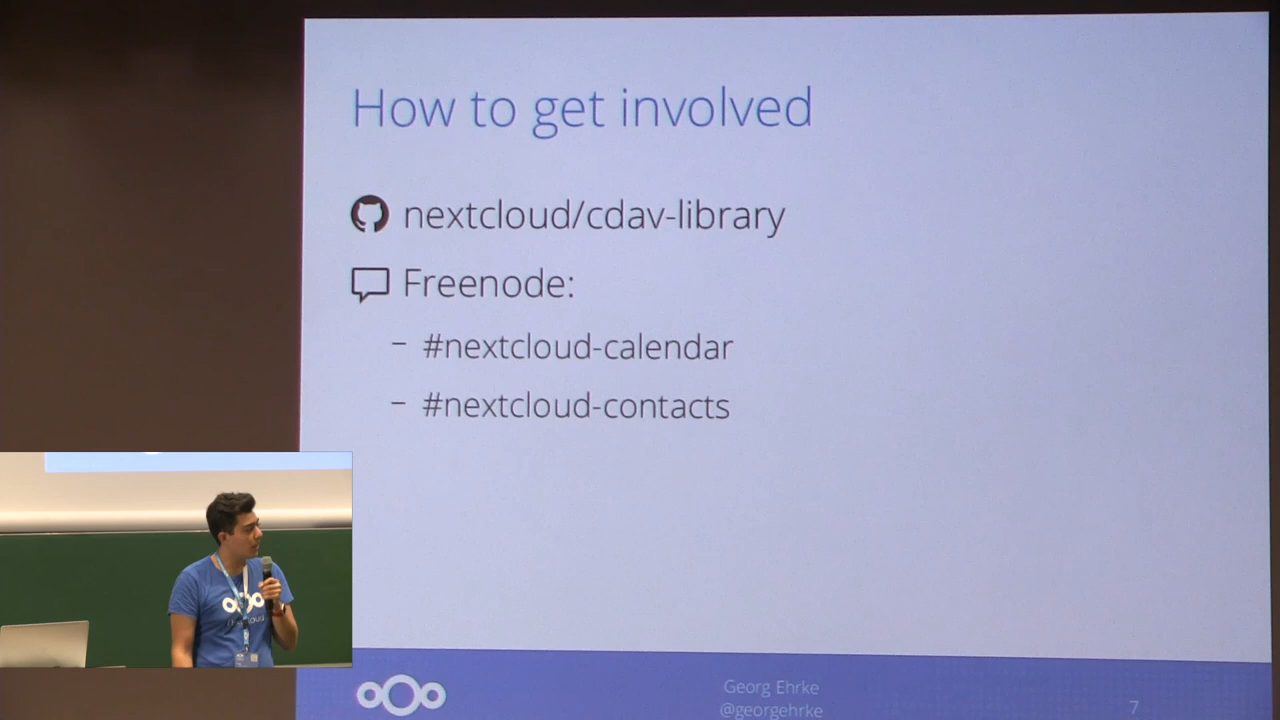 How to get involved
nextcloud/cdav-library
Freenode:
– #nextcloud-calendar
– #nextcloud-contacts
Georg Ehrke
@georgehrke
7